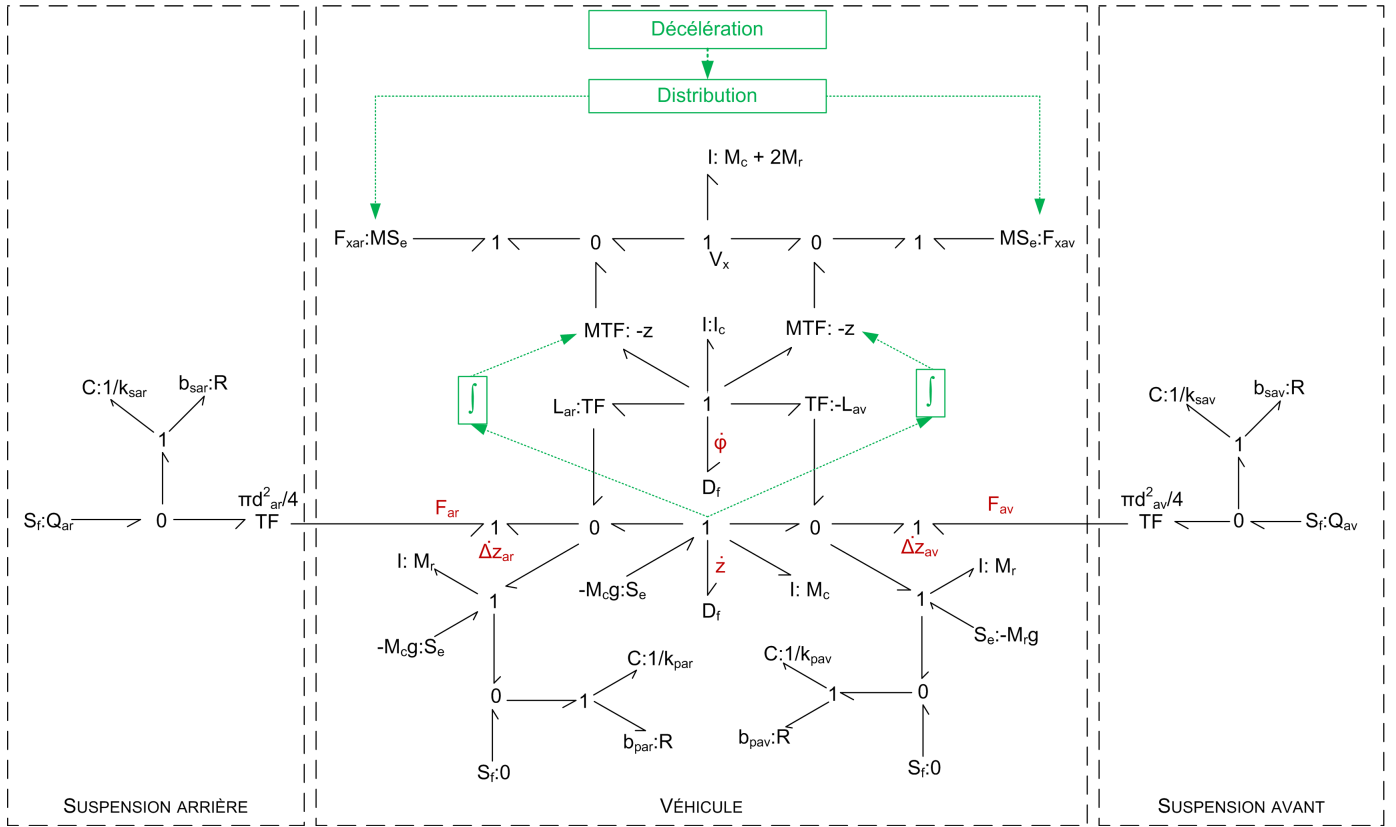 Décélération
Distribution
I: Mc + 2Mr
Fxar:MSe
1
0
1
Vx
0
1
MSe:Fxav
MTF: -z
I:Ic
MTF: -z
∫
∫
C:1/ksar
bsar:R
Lar:TF
1
TF:-Lav
C:1/ksav
bsav:R
1
φ̇
1
Df
πd²ar/4
πd²av/4
Sf:Qar
0
TF
Far
1
0
1
0
1
Fav
TF
0
Sf:Qav
Δ̇zar
ż
Δ̇zav
I: Mr
-Mcg:Se
I: Mc
I: Mr
1
Df
1
-Mcg:Se
Se:-Mrg
C:1/kpar
C:1/kpav
0
1
1
0
bpar:R
bpav:R
Sf:0
Sf:0
SUSPENSION ARRIÈRE
VÉHICULE
SUSPENSION AVANT